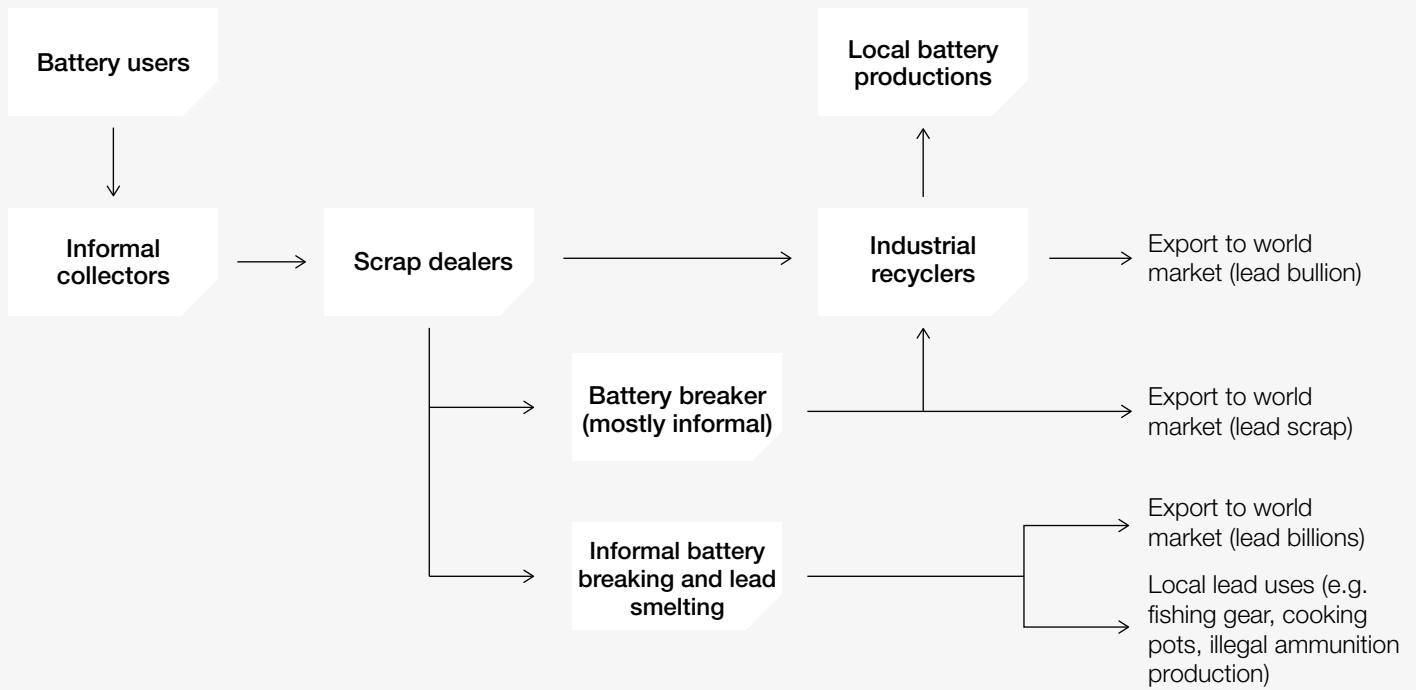 Battery users
Local battery
productions
Informal
collectors
Scrap dealers
Industrial
recyclers
Export to world
market (lead bullion)
Battery breaker
(mostly informal)
Export to world
market (lead scrap)
Informal battery
breaking and lead
smelting
Export to world
market (lead billions)
Local lead uses (e.g.
fishing gear, cooking
pots, illegal ammunition
production)